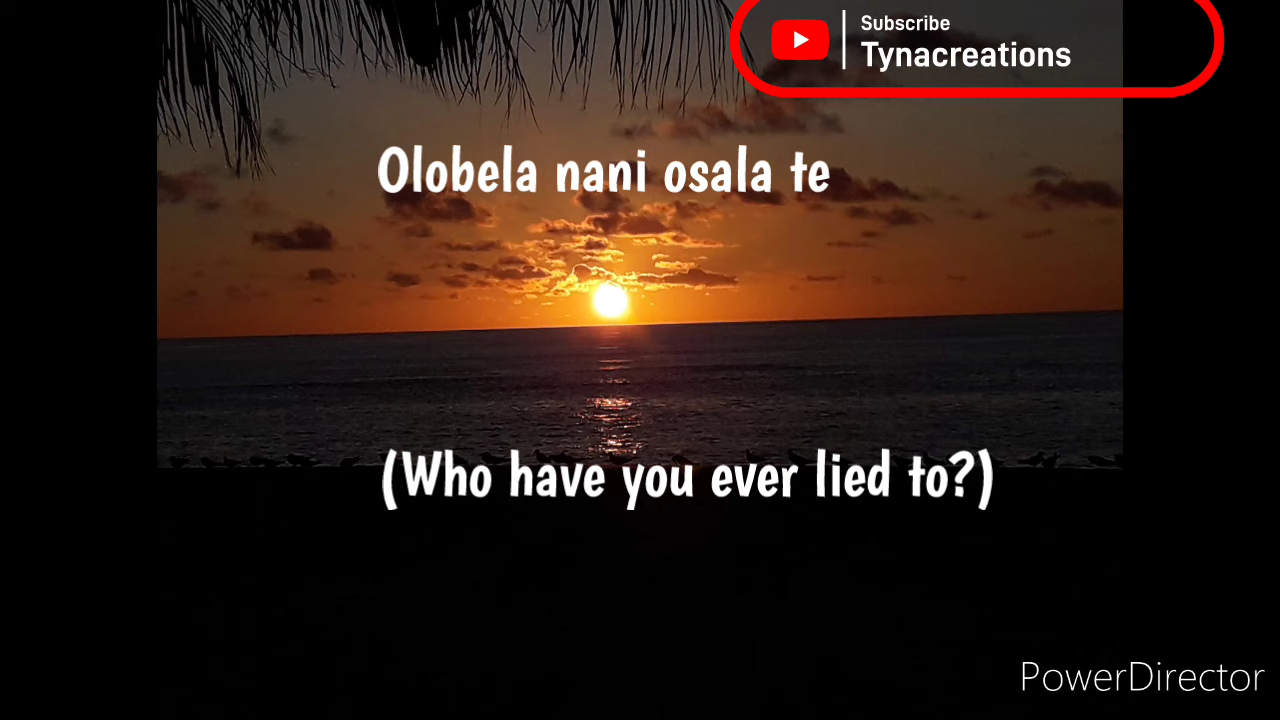 Subscribe
Tynacreations
Olobela nani osala te
(Who have you ever lied to?)
PowerDirector